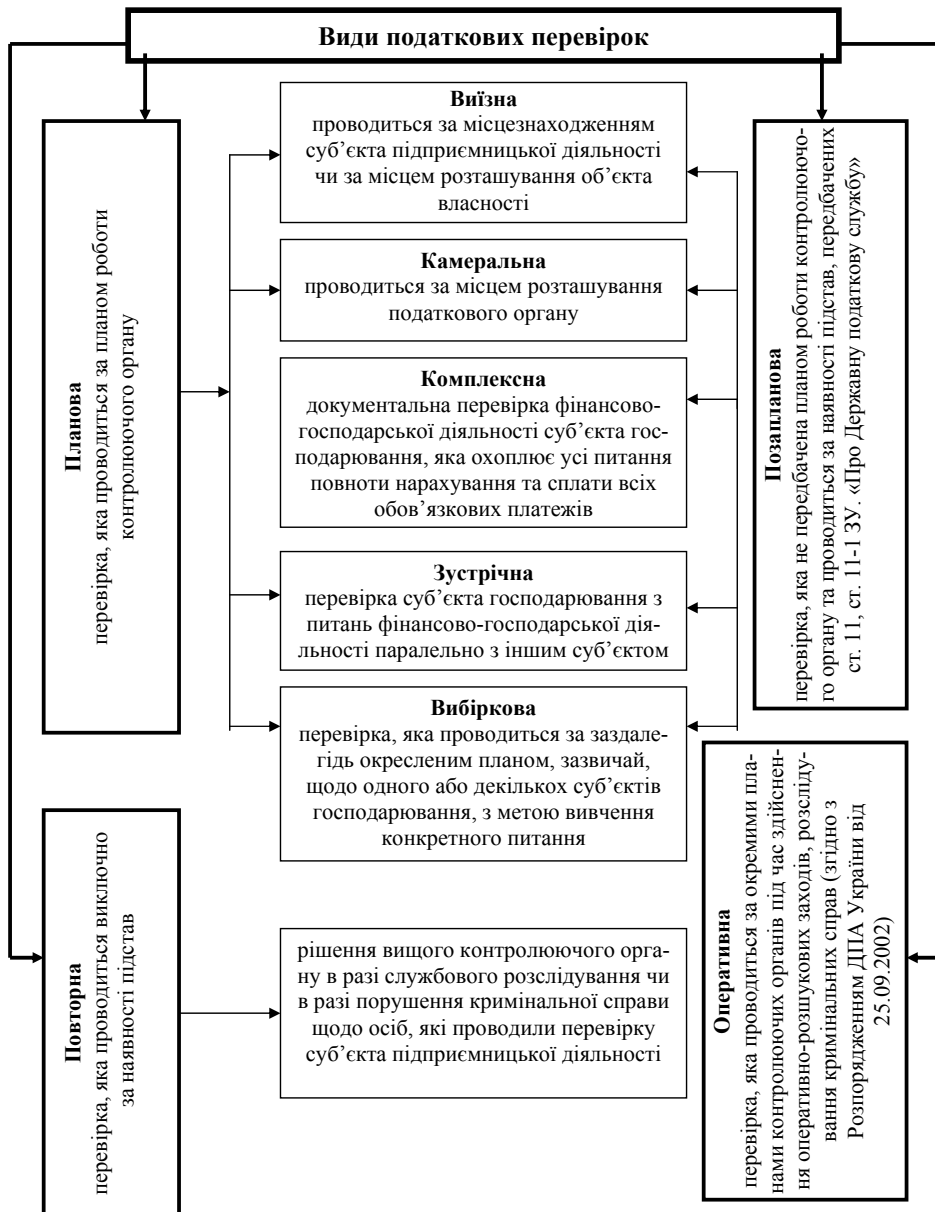 Види податкових перевірок
Планова
перевірка, яка проводиться за планом роботи
контролюючого органу
Виїзна
проводиться за місцезнаходженням
суб’єкта підприємницької діяльності
чи за місцем розташування об’єкта
власності
Камеральна
проводиться за місцем розташування
податкового органу
Комплексна
документальна перевірка фінансово-
господарської діяльності суб’єкта гос-
подарювання, яка охоплює усі питання
повноти нарахування та сплати всіх
обов’язкових платежів
Зустрічна
перевірка суб’єкта господарювання з
питань фінансово-господарської дія-
льності паралельно з іншим суб’єктом
Вибіркова
перевірка, яка проводиться за заздале-
гідь окресленим планом, зазвичай,
щодо одного або декількох суб’єктів
господарювання, з метою вивчення
конкретного питання
Позапланова
перевірка, яка не передбачена планом роботи контролюючо-
го органу та проводиться за наявності підстав, передбачених
ст. 11, ст. 11-1 ЗУ. «Про Державну податкову службу»
Повторна
перевірка, яка проводиться виключно
за наявності підстав
рішення вищого контролюючого орга-
ну в разі службового розслідування чи
в разі порушення кримінальної справи
щодо осіб, які проводили перевірку
суб’єкта підприємницької діяльності
Оперативна
перевірка, яка проводиться за окремими пла-
нами контролюючих органів під час здійснен-
ня оперативно-розшукових заходів, розсліду-
вання кримінальних справ (згідно з
Розпорядженням ДПА України від
25.09.2002)